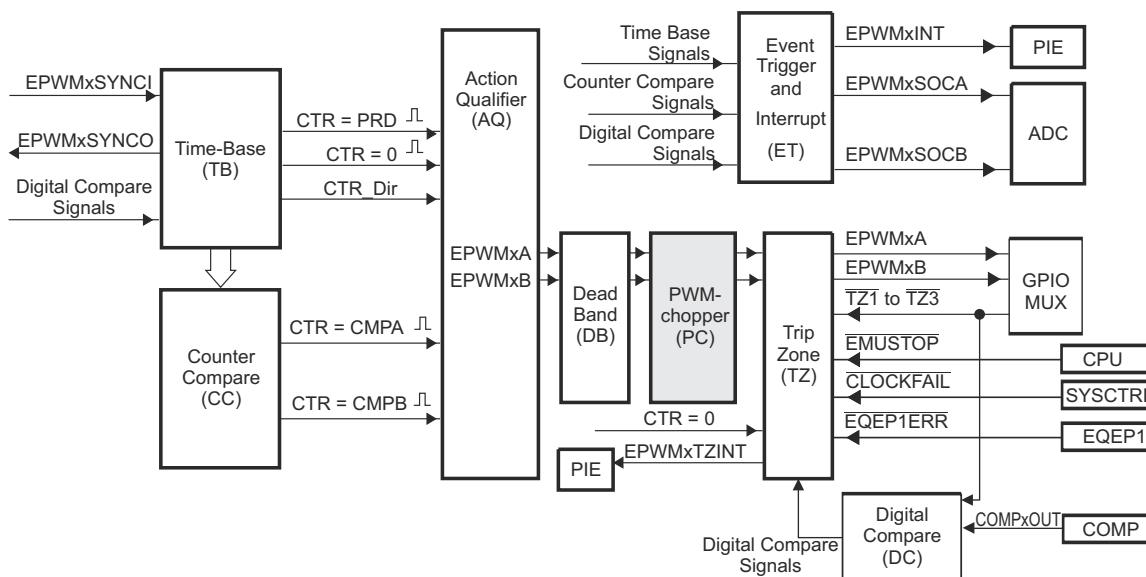 EPWMxSYNCI
EPWMxSYNCO
Digital Compare
Signals
Time-Base
(TB)
CTR = PRD
CTR = 0
CTR_Dir
Counter
Compare
(CC)
CTR = CMPA
CTR = CMPB
Action
Qualifier
(AQ)
EPWMxA
EPWMxB
Time Base
Signals
Counter Compare
Signals
Digital Compare
Signals
Event
Trigger
and
Interrupt
(ET)
EPWMxINT
EPWMxSOCA
EPWMxSOCB
PIE
ADC
Dead
Band
(DB)
PWM-
chopper
(PC)
CTR = 0
EPWMxTZINT
PIE
Trip
Zone
(TZ)
EPWMxA
EPWMxB
TZ1 to TZ3
EMUSTOP
CLOCKFAIL
EQEP1ERR
GPIO
MUX
CPU
SYSCTRL
EQEP1
Digital Compare
Signals
Digital
Compare
(DC)
COMPxOUT
COMP